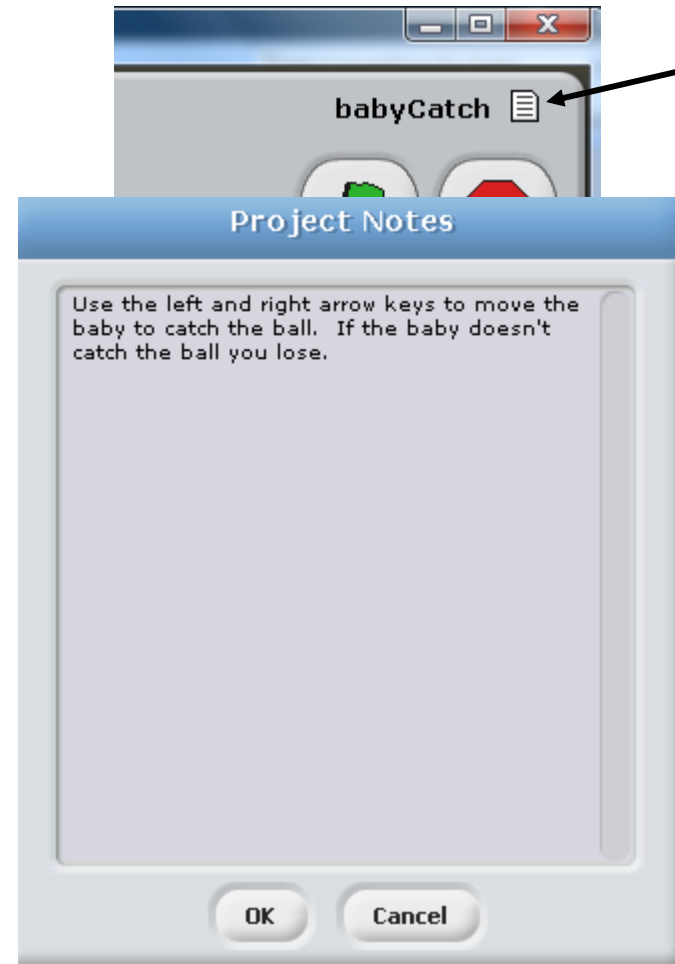 babyCatch
Project Notes
Use the left and right arrow keys to move the
baby to catch the ball.  If the baby doesn't
catch the ball you lose.
OK
Cancel